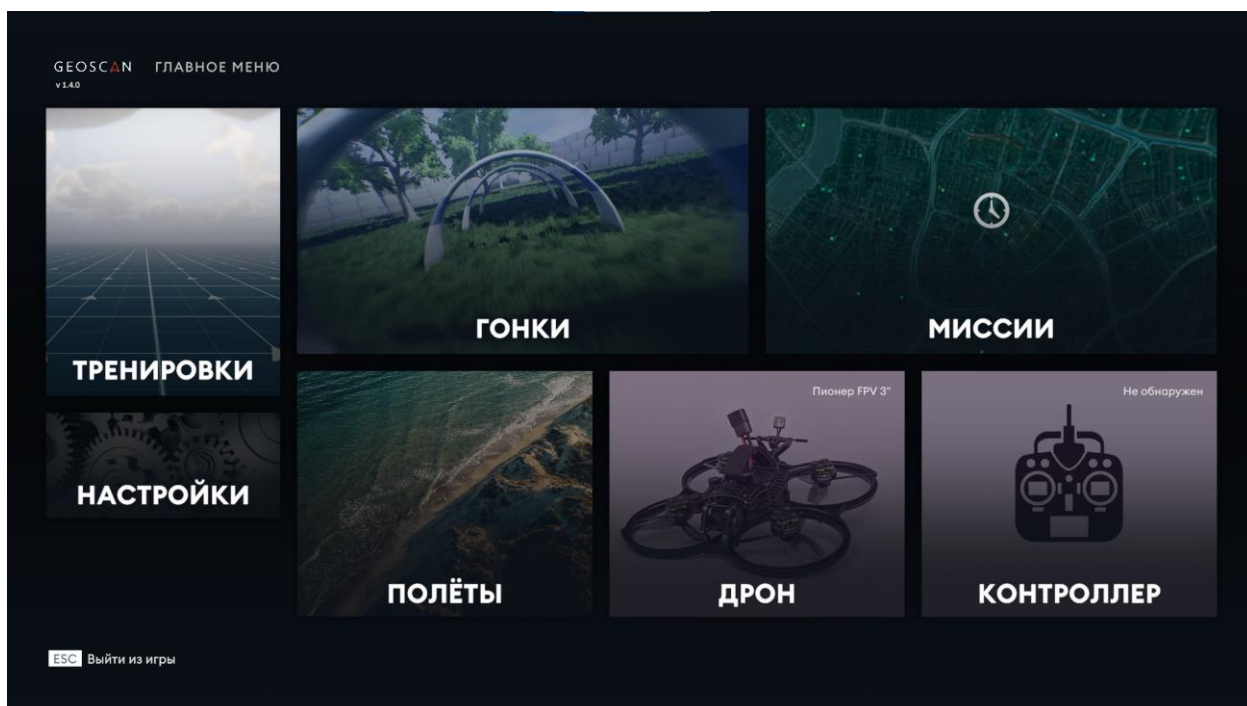 GEOSCAN ГЛАВНОЕ МЕНЮ
v 1.4.0
ТРЕНИРОВКИ
ГОНКИ
МИССИИ
НАСТРОЙКИ
ПОЛЁТЫ
Пионер FPV 3"
ДРОН
Не обнаружен
КОНТРОЛЛЕР
ESC Выйти из игры